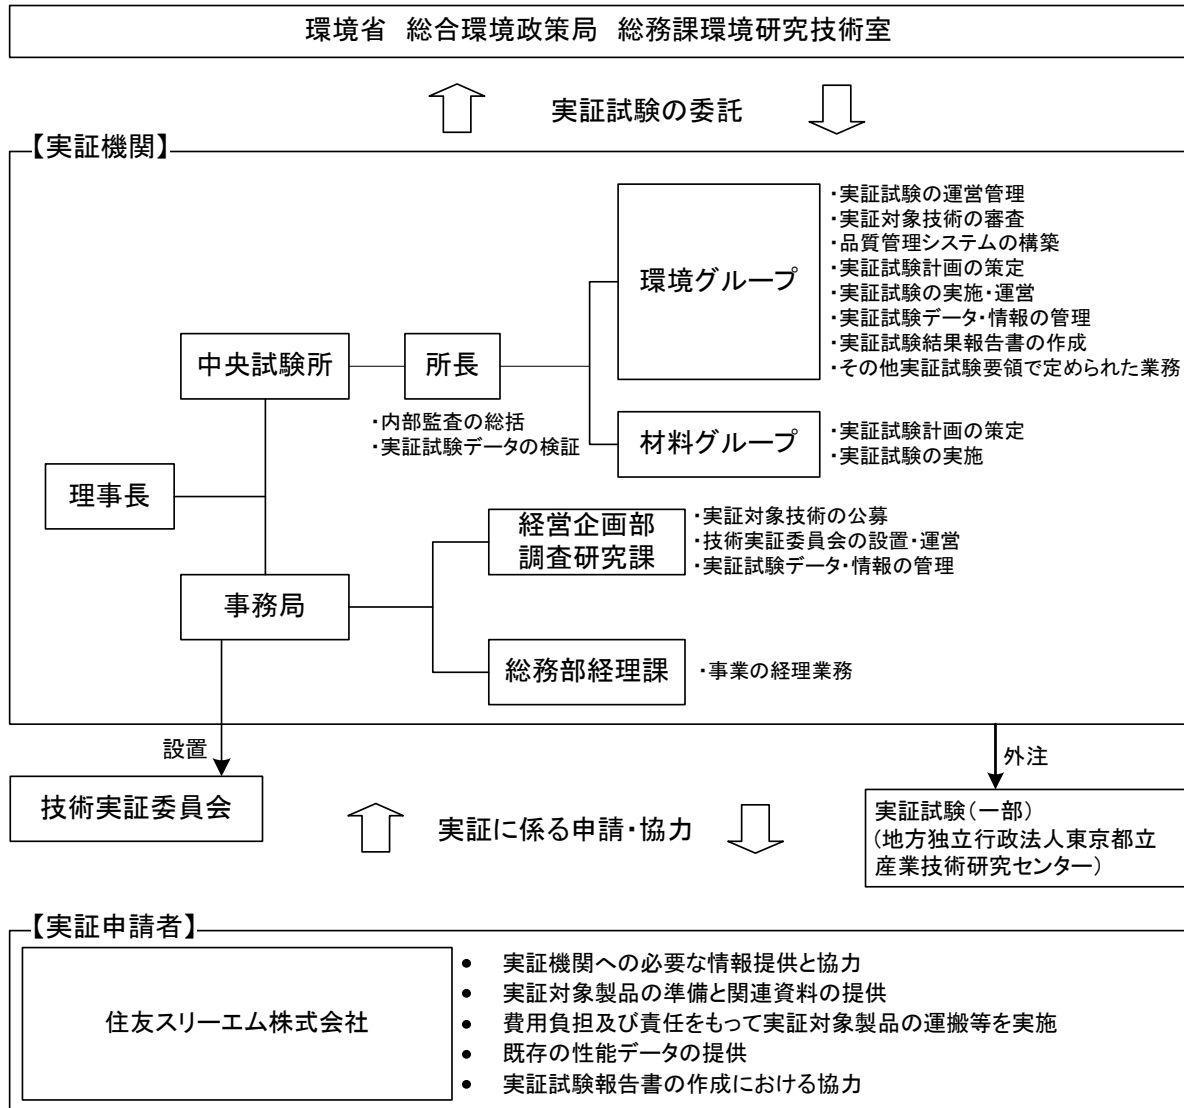 環境省 総合環境政策局 総務課環境研究技術室
実証試験の委託
【実証機関】
環境グループ
・実証試験の運営管理
・実証対象技術の審査
・品質管理システムの構築
・実証試験計画の策定
・実証試験の実施・運営
・実証試験データ・情報の管理
・実証試験結果報告書の作成
・その他実証試験要領で定められた業務
中央試験所
所長
・内部監査の総括
・実証試験データの検証
材料グループ
・実証試験計画の策定
・実証試験の実施
理事長
経営企画部
調査研究課
・実証対象技術の公募
・技術実証委員会の設置・運営
・実証試験データ・情報の管理
事務局
総務部経理課
・事業の経理業務
設置
外注
技術実証委員会
実証に係る申請・協力
実証試験(一部)
(地方独立行政法人東京都立
産業技術研究センター)
【実証申請者】
住友スリーエム株式会社
● 実証機関への必要な情報提供と協力
● 実証対象製品の準備と関連資料の提供
● 費用負担及び責任をもって実証対象製品の運搬等を実施
● 既存の性能データの提供
● 実証試験報告書の作成における協力